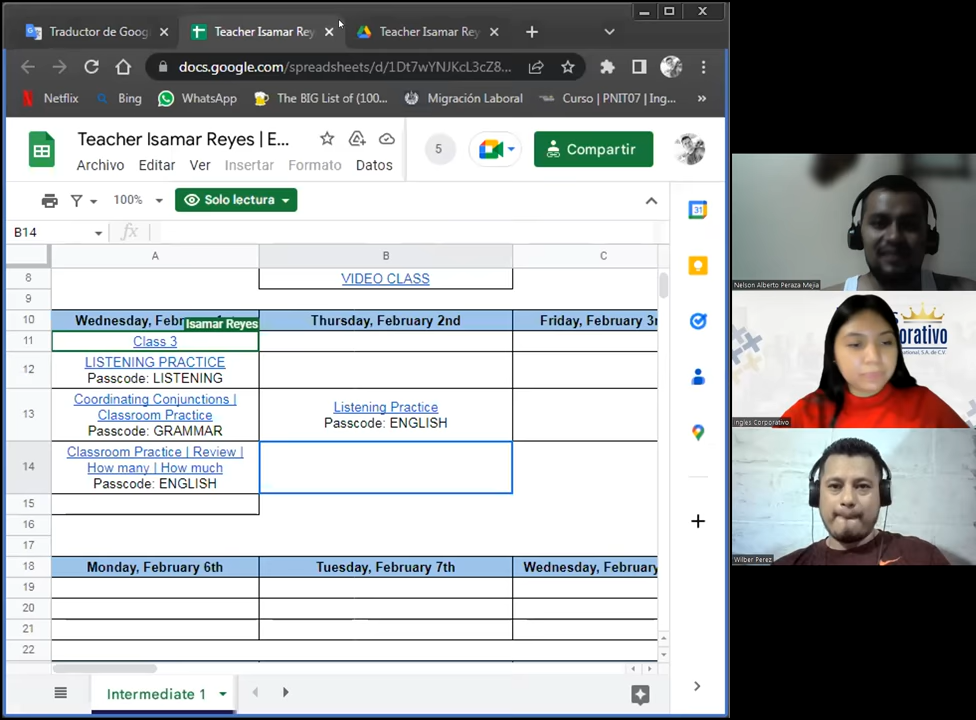 Traductor de Goog
Teacher Isamar Rey
Teacher Isamar Rey
docs.google.com/spreadsheets/d/1Dt7wYNJKcL3cZ8...
Netflix
Bing
WhatsApp
The BIG List of (100...
Migración Laboral
Curso | PNIT07 | Ing...
»
Teacher Isamar Reyes | E...
5
Compartir
Archivo Editar Ver Insertar Formato Datos
100%
Solo lectura
31
B14
fx
A B C
8 VIDEO CLASS
9
10 Wednesday, Febr Thursday, February 2nd Friday, February 3r
Isamar Reyes
11 Class 3
12 LISTENING PRACTICE
Passcode: LISTENING
13 Coordinating Conjunctions |
Classroom Practice
Passcode: GRAMMAR
Listening Practice
Passcode: ENGLISH
14 Classroom Practice | Review |
How many | How much
Passcode: ENGLISH
15
16
17
18 Monday, February 6th Tuesday, February 7th Wednesday, February
19
20
21
22
Intermediate 1
Nelson Alberto Peraza Mejia
orativo
national, S.A. de C.V.
Ingles Corporativo
Wilber Perez